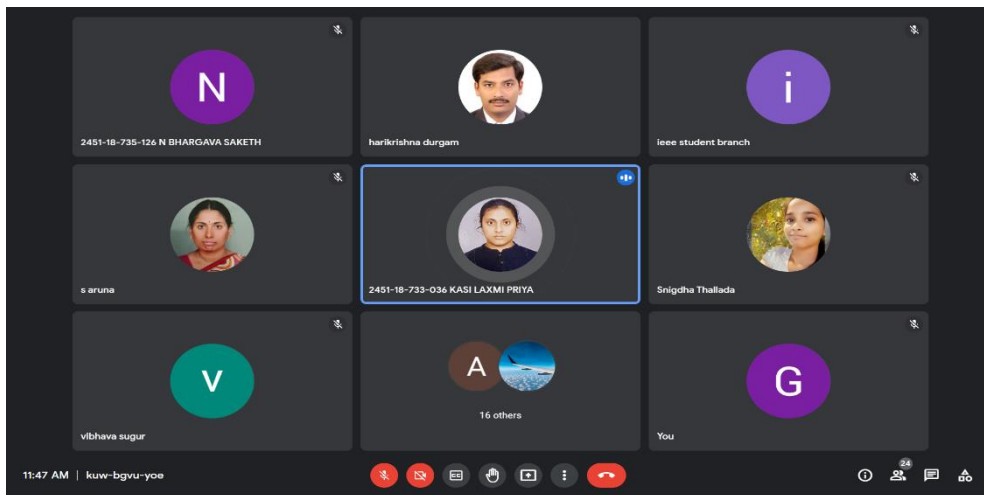 N
2451-18-735-126 N BHARGAVA SAKETH
harikrishna durgam
i
ieee student branch
s aruna
2451-18-733-036 KASI LAXMI PRIYA
Snigdha Thallada
V
vibhava sugur
A
16 others
G
You
11:47 AM | kuw-bgvu-yoe
CC
24